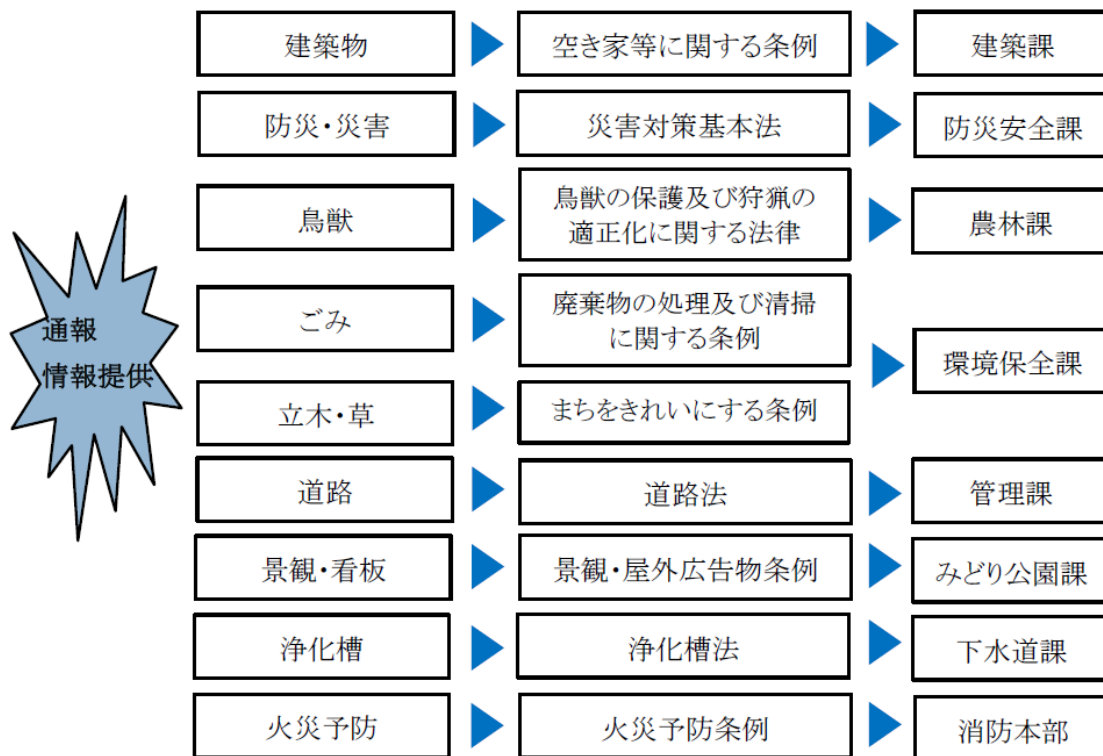 建築物
空き家等に関する条例
建築課
防災・災害
災害対策基本法
防災安全課
鳥獣
鳥獣の保護及び狩猟の
適正化に関する法律
農林課
通報
情報提供
ごみ
廃棄物の処理及び清掃
に関する条例
環境保全課
立木・草
まちをきれいにする条例
道路
道路法
管理課
景観・看板
景観・屋外広告物条例
みどり公園課
浄化槽
浄化槽法
下水道課
火災予防
火災予防条例
消防本部